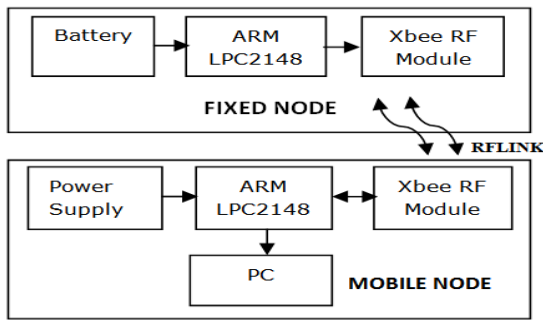 Battery
ARM
LPC2148
Xbee RF
Module
FIXED NODE
RFLINK
Power
Supply
ARM
LPC2148
Xbee RF
Module
PC
MOBILE NODE